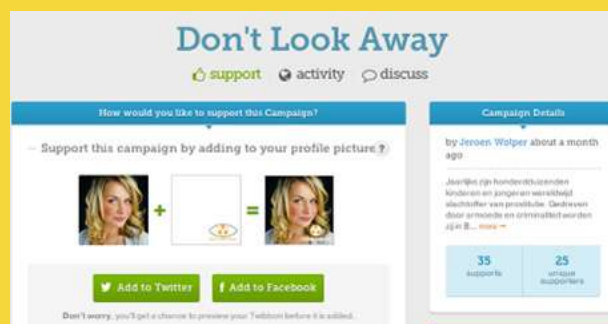 Don't Look Away
support activity discuss
How would you like to support this Campaign?
Support this campaign by adding to your profile picture ?
+ =
Add to Twitter f Add to Facebook
Don't worry, you'll get a chance to preview your Twibbon before it is added.
Campaign Details
by Jeroen Wolper about a month
ago
Jaarlijks zijn honderdduizenden
kinderen en jongeren wereldwijd
slachtoffer van prostitutie. Gedreven
door armoede en criminaliteit worden
zij in B... more →
35 25
supports unique
supporters